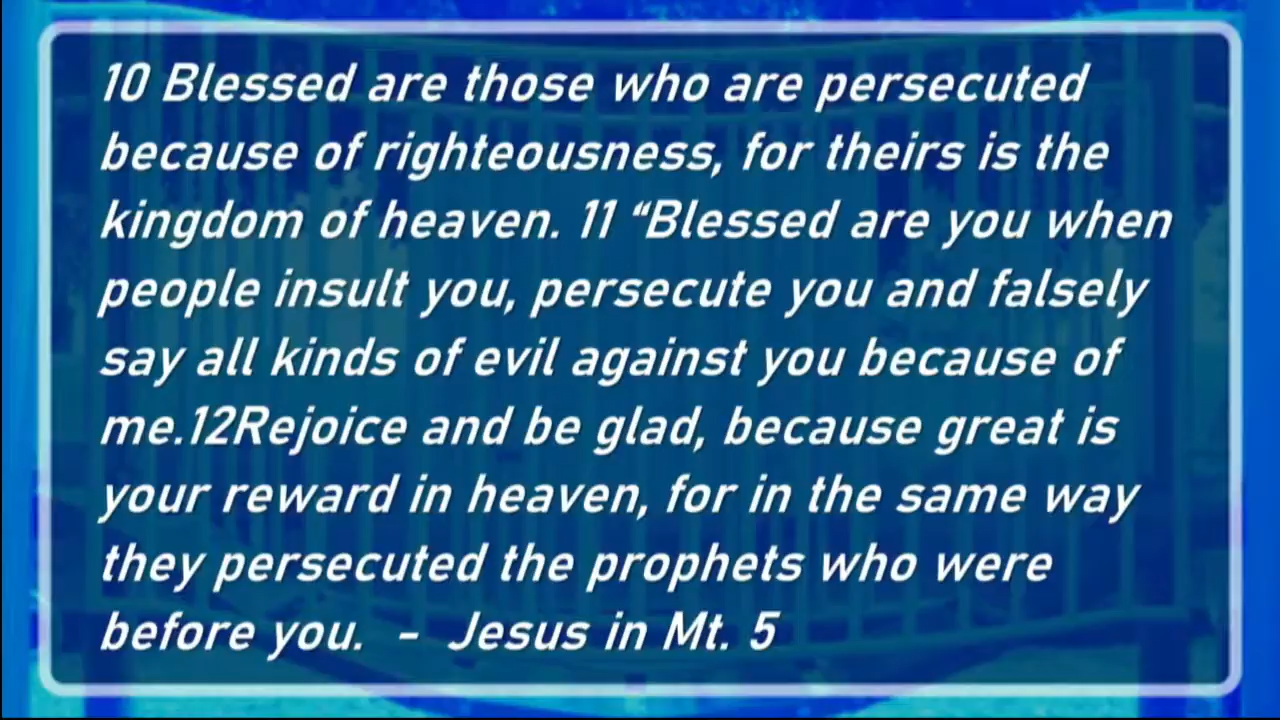 10 Blessed are those who are persecuted
because of righteousness, for theirs is the
kingdom of heaven. 11 “Blessed are you when
people insult you, persecute you and falsely
say all kinds of evil against you because of
me.12Rejoice and be glad, because great is
your reward in heaven, for in the same way
they persecuted the prophets who were
before you.  -  Jesus in Mt. 5